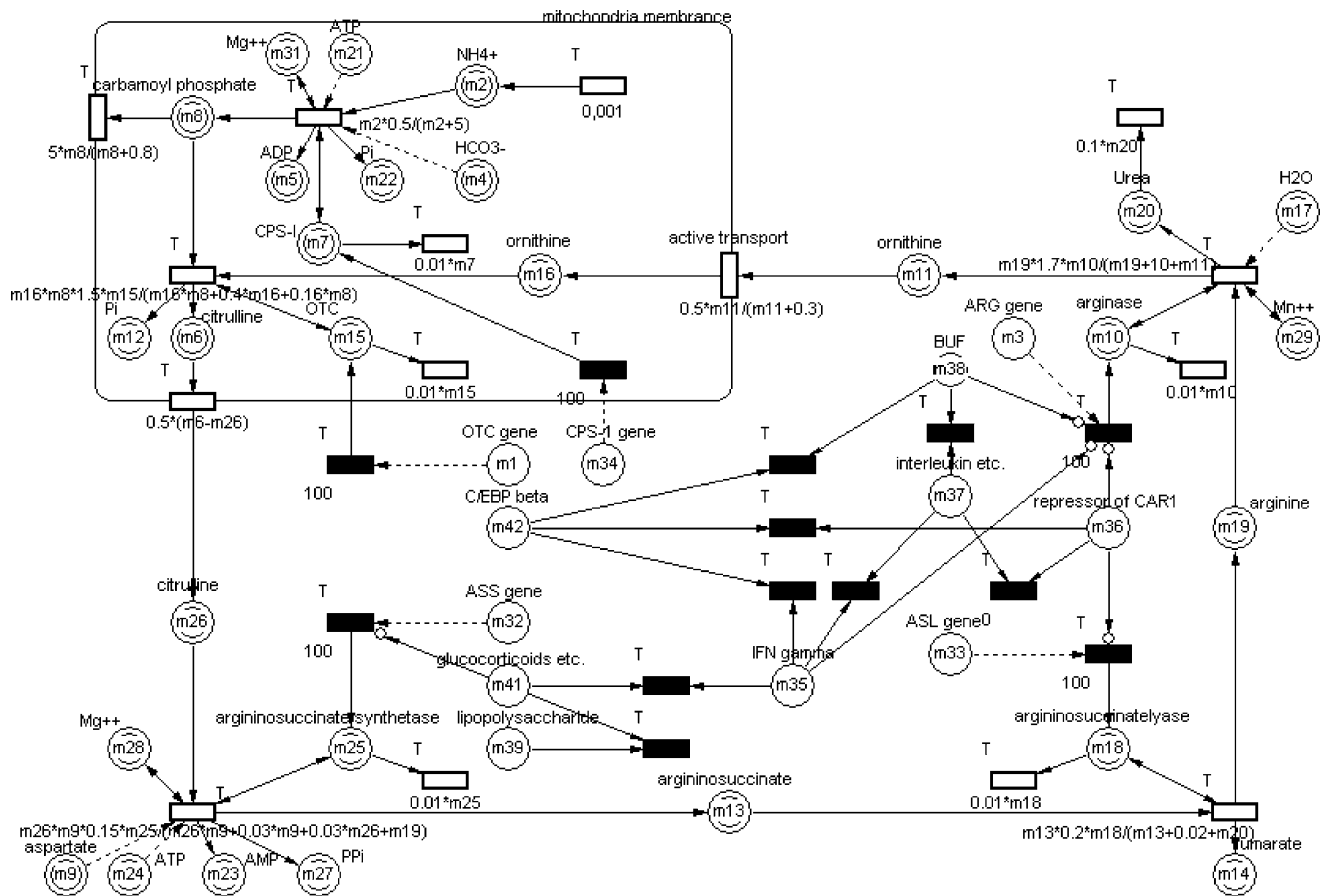 mitochondria membrance
Mg++
ATP
m31
m21
NH4+
T
T
T
T
carbamoyl phosphate
m2
m8
0,001
m2*0.5/(m2+5)
5*m8/(m8+0.8)
ADP
Pi
HCO3-
m5
m22
m4
T
0.1*m20
Urea
H2O
m20
m17
CPS-I
m7
T
0.01*m7
T
ornithine
m16
active transport
ornithine
m11
T
m19*1.7*m10/(m19+10+m11)
m16*m8*1.5*m15/(m16*m8+0.4*m16+0.16*m8)
0.5*m11/(m11+0.3)
Pi
citrulline
OTC
m12
m6
m15
T
0.01*m15
T
0.5*(m6-m26)
100
ARG gene
arginase
Mn++
m3
m10
m29
T
0.01*m10
BUF
m38
T
T
100
OTC gene
CPS-1 gene
T
m1
m34
100
T
interleukin etc.
m37
C/EBP beta
m42
T
repressor of CAR1
m36
arginine
m19
T
T
T
citrulline
m26
T
ASS gene
m32
100
ASL gene0
m33
T
100
glucocorticoids etc.
m41
T
IFN gamma
m35
Mg++
m28
argininosuccinate synthetase
m25
lipopolysaccharide
m39
T
argininosuccinatelyase
m18
T
0.01*m25
argininosuccinate
m13
T
0.01*m18
T
T
m26*m9*0.15*m25/(m26*m9+0.03*m9+0.03*m26+m19)
m13*0.2*m18/(m13+0.02+m20)
aspartate
ATP
AMP
PPi
fumarate
m9
m24
m23
m27
m14